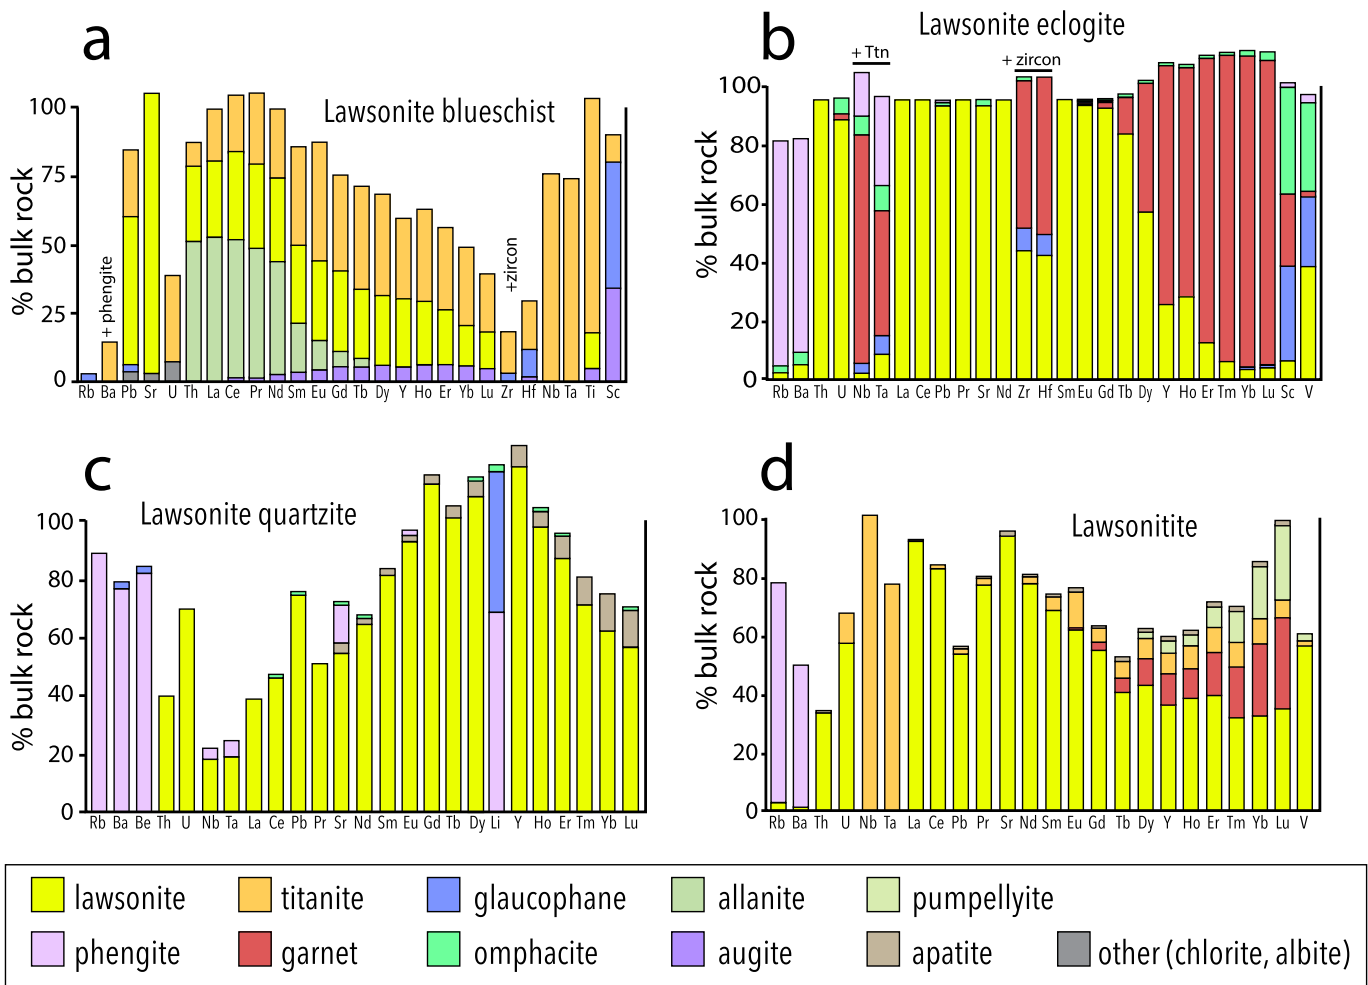 a
Lawsonite blueschist
% bulk rock
100
75
50
25
0
+ phengite
+zircon
Rb Ba Pb Sr U Th La Ce Pr Nd Sm Eu Gd Tb Dy Y Ho Er Yb Lu Zr Hf Nb Ta Ti Sc
b
Lawsonite eclogite
+ Ttn
+ zircon
% bulk rock
100
80
60
40
20
0
Rb Ba Th U Nb Ta La Ce Pb Pr Sr Nd Zr Hf Sm Eu Gd Tb Dy Y Ho Er Tm Yb Lu Sc V
c
Lawsonite quartzite
% bulk rock
100
80
60
40
20
0
Rb Ba Be Th U Nb Ta La Ce Pb Pr Sr Nd Sm Eu Gd Tb Dy Li Y Ho Er Tm Yb Lu
d
Lawsonitite
% bulk rock
100
80
60
40
20
0
Rb Ba Th U Nb Ta La Ce Pb Pr Sr Nd Sm Eu Gd Tb Dy Y Ho Er Tm Yb Lu V
lawsonite titanite glaucophane allanite pumpellyite
phengite garnet omphacite augite apatite other (chlorite, albite)